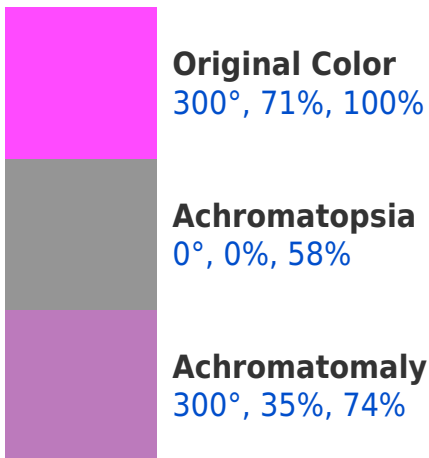 Original Color
300°, 71%, 100%
Achromatopsia
0°, 0%, 58%
Achromatomaly
300°, 35%, 74%